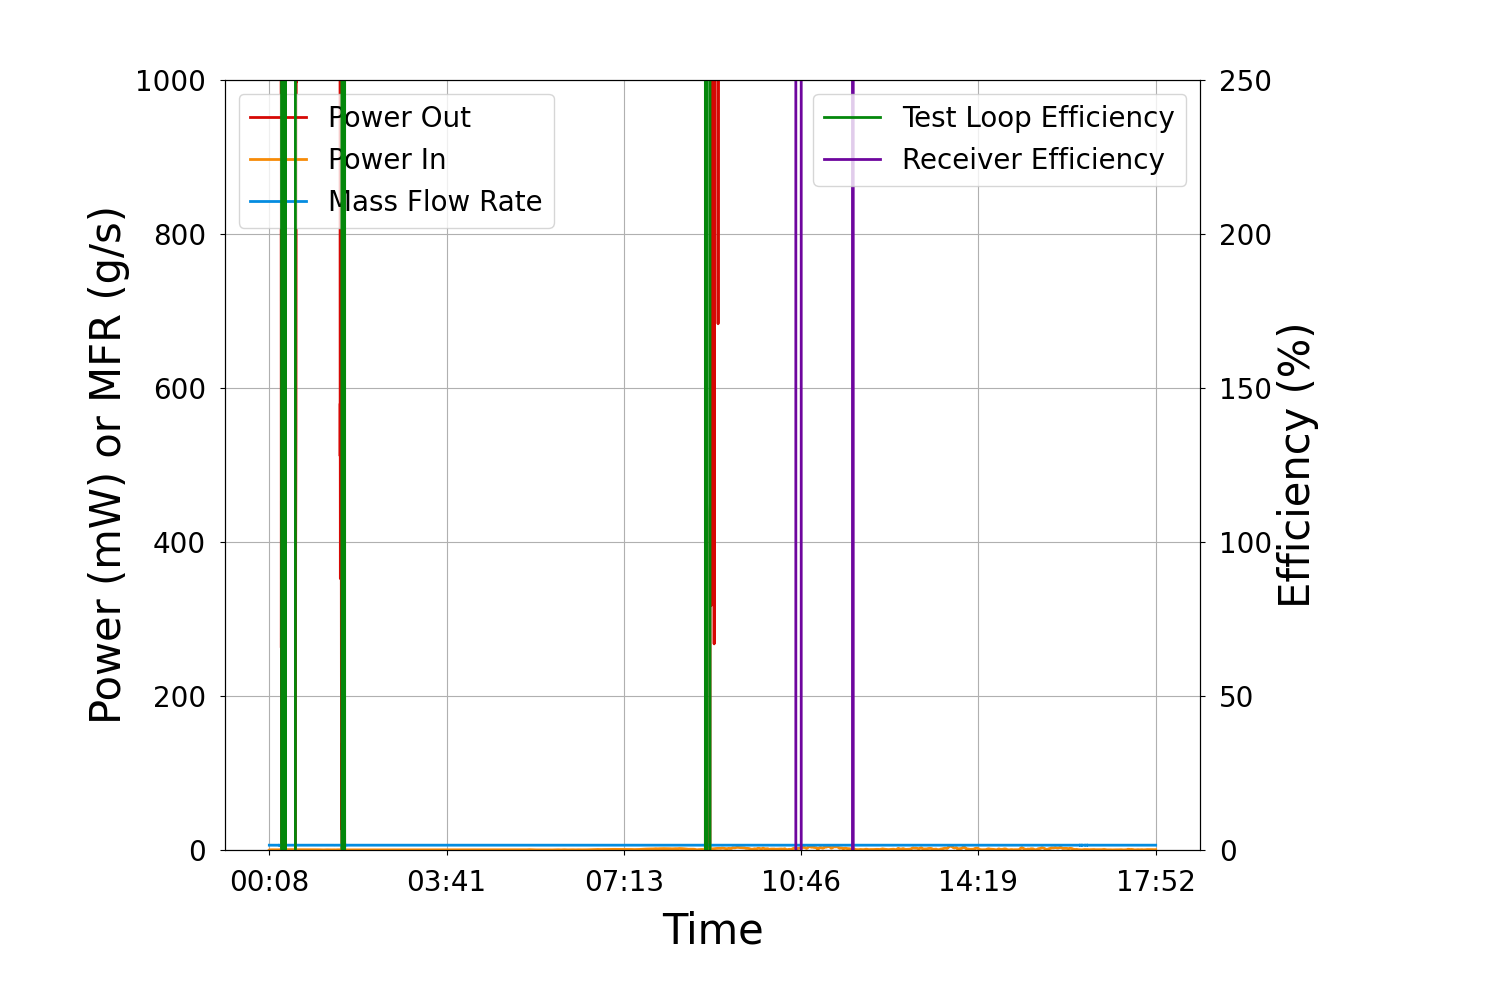 1000
800
600
400
200
0
Power (mW) or MFR (g/s)
Power Out
Power In
Mass Flow Rate
Test Loop Efficiency
Receiver Efficiency
250
200
150
100
50
0
Efficiency (%)
00:08 03:41 07:13 10:46 14:19 17:52
Time